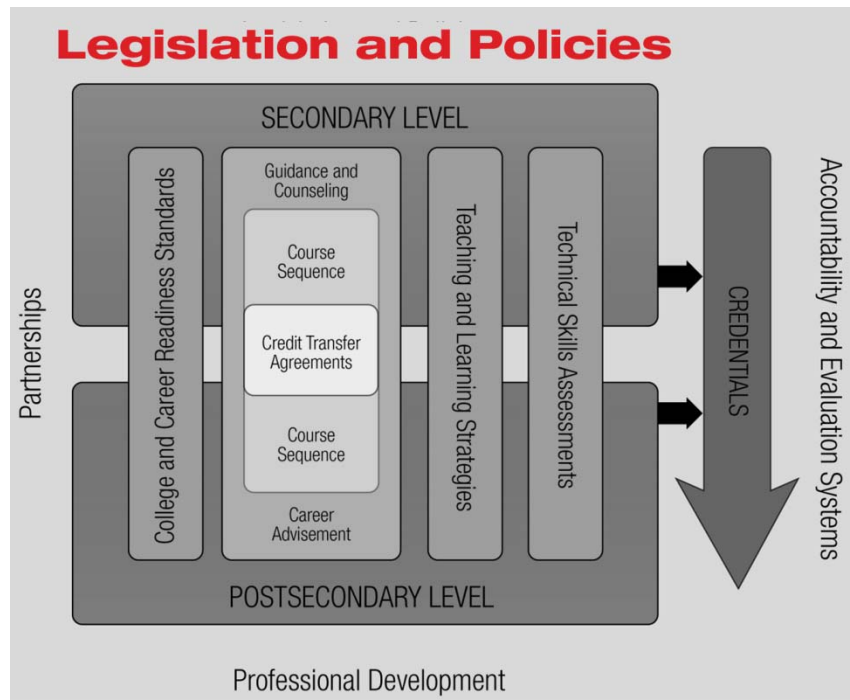 Legislation and Policies
SECONDARY LEVEL
Partnerships
College and Career Readiness Standards
Guidance and
Counseling
Course
Sequence
Credit Transfer
Agreements
Course
Sequence
Career
Advisement
Teaching and Learning Strategies
Technical Skills Assessments
CREDENTIALS
Accountability and Evaluation Systems
POSTSECONDARY LEVEL
Professional Development